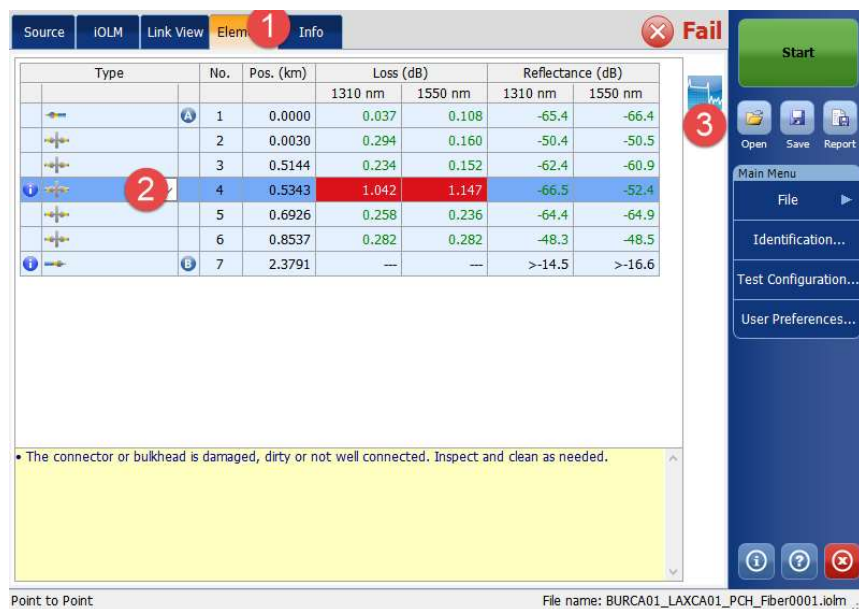 Source iOLM Link View Elem 1 Info Fail
Type No. Pos. (km) Loss (dB) Reflectance (dB)
1310 nm 1550 nm 1310 nm 1550 nm
A 1 0.0000 0.037 0.108 -65.4 -66.4
2 0.0030 0.294 0.160 -50.4 -50.5
3 0.5144 0.234 0.152 -62.4 -60.9
i 2 4 0.5343 1.042 1.147 -66.5 -52.4
5 0.6926 0.258 0.236 -64.4 -64.9
6 0.8537 0.282 0.282 -48.3 -48.5
i B 7 2.3791 --- --- >-14.5 >-16.6
3
• The connector or bulkhead is damaged, dirty or not well connected. Inspect and clean as needed.
Start
Open Save Report
Main Menu
File
Identification...
Test Configuration...
User Preferences...
i ?
Point to Point File name: BURCA01_LAXCA01_PCH_Fiber0001.iolm